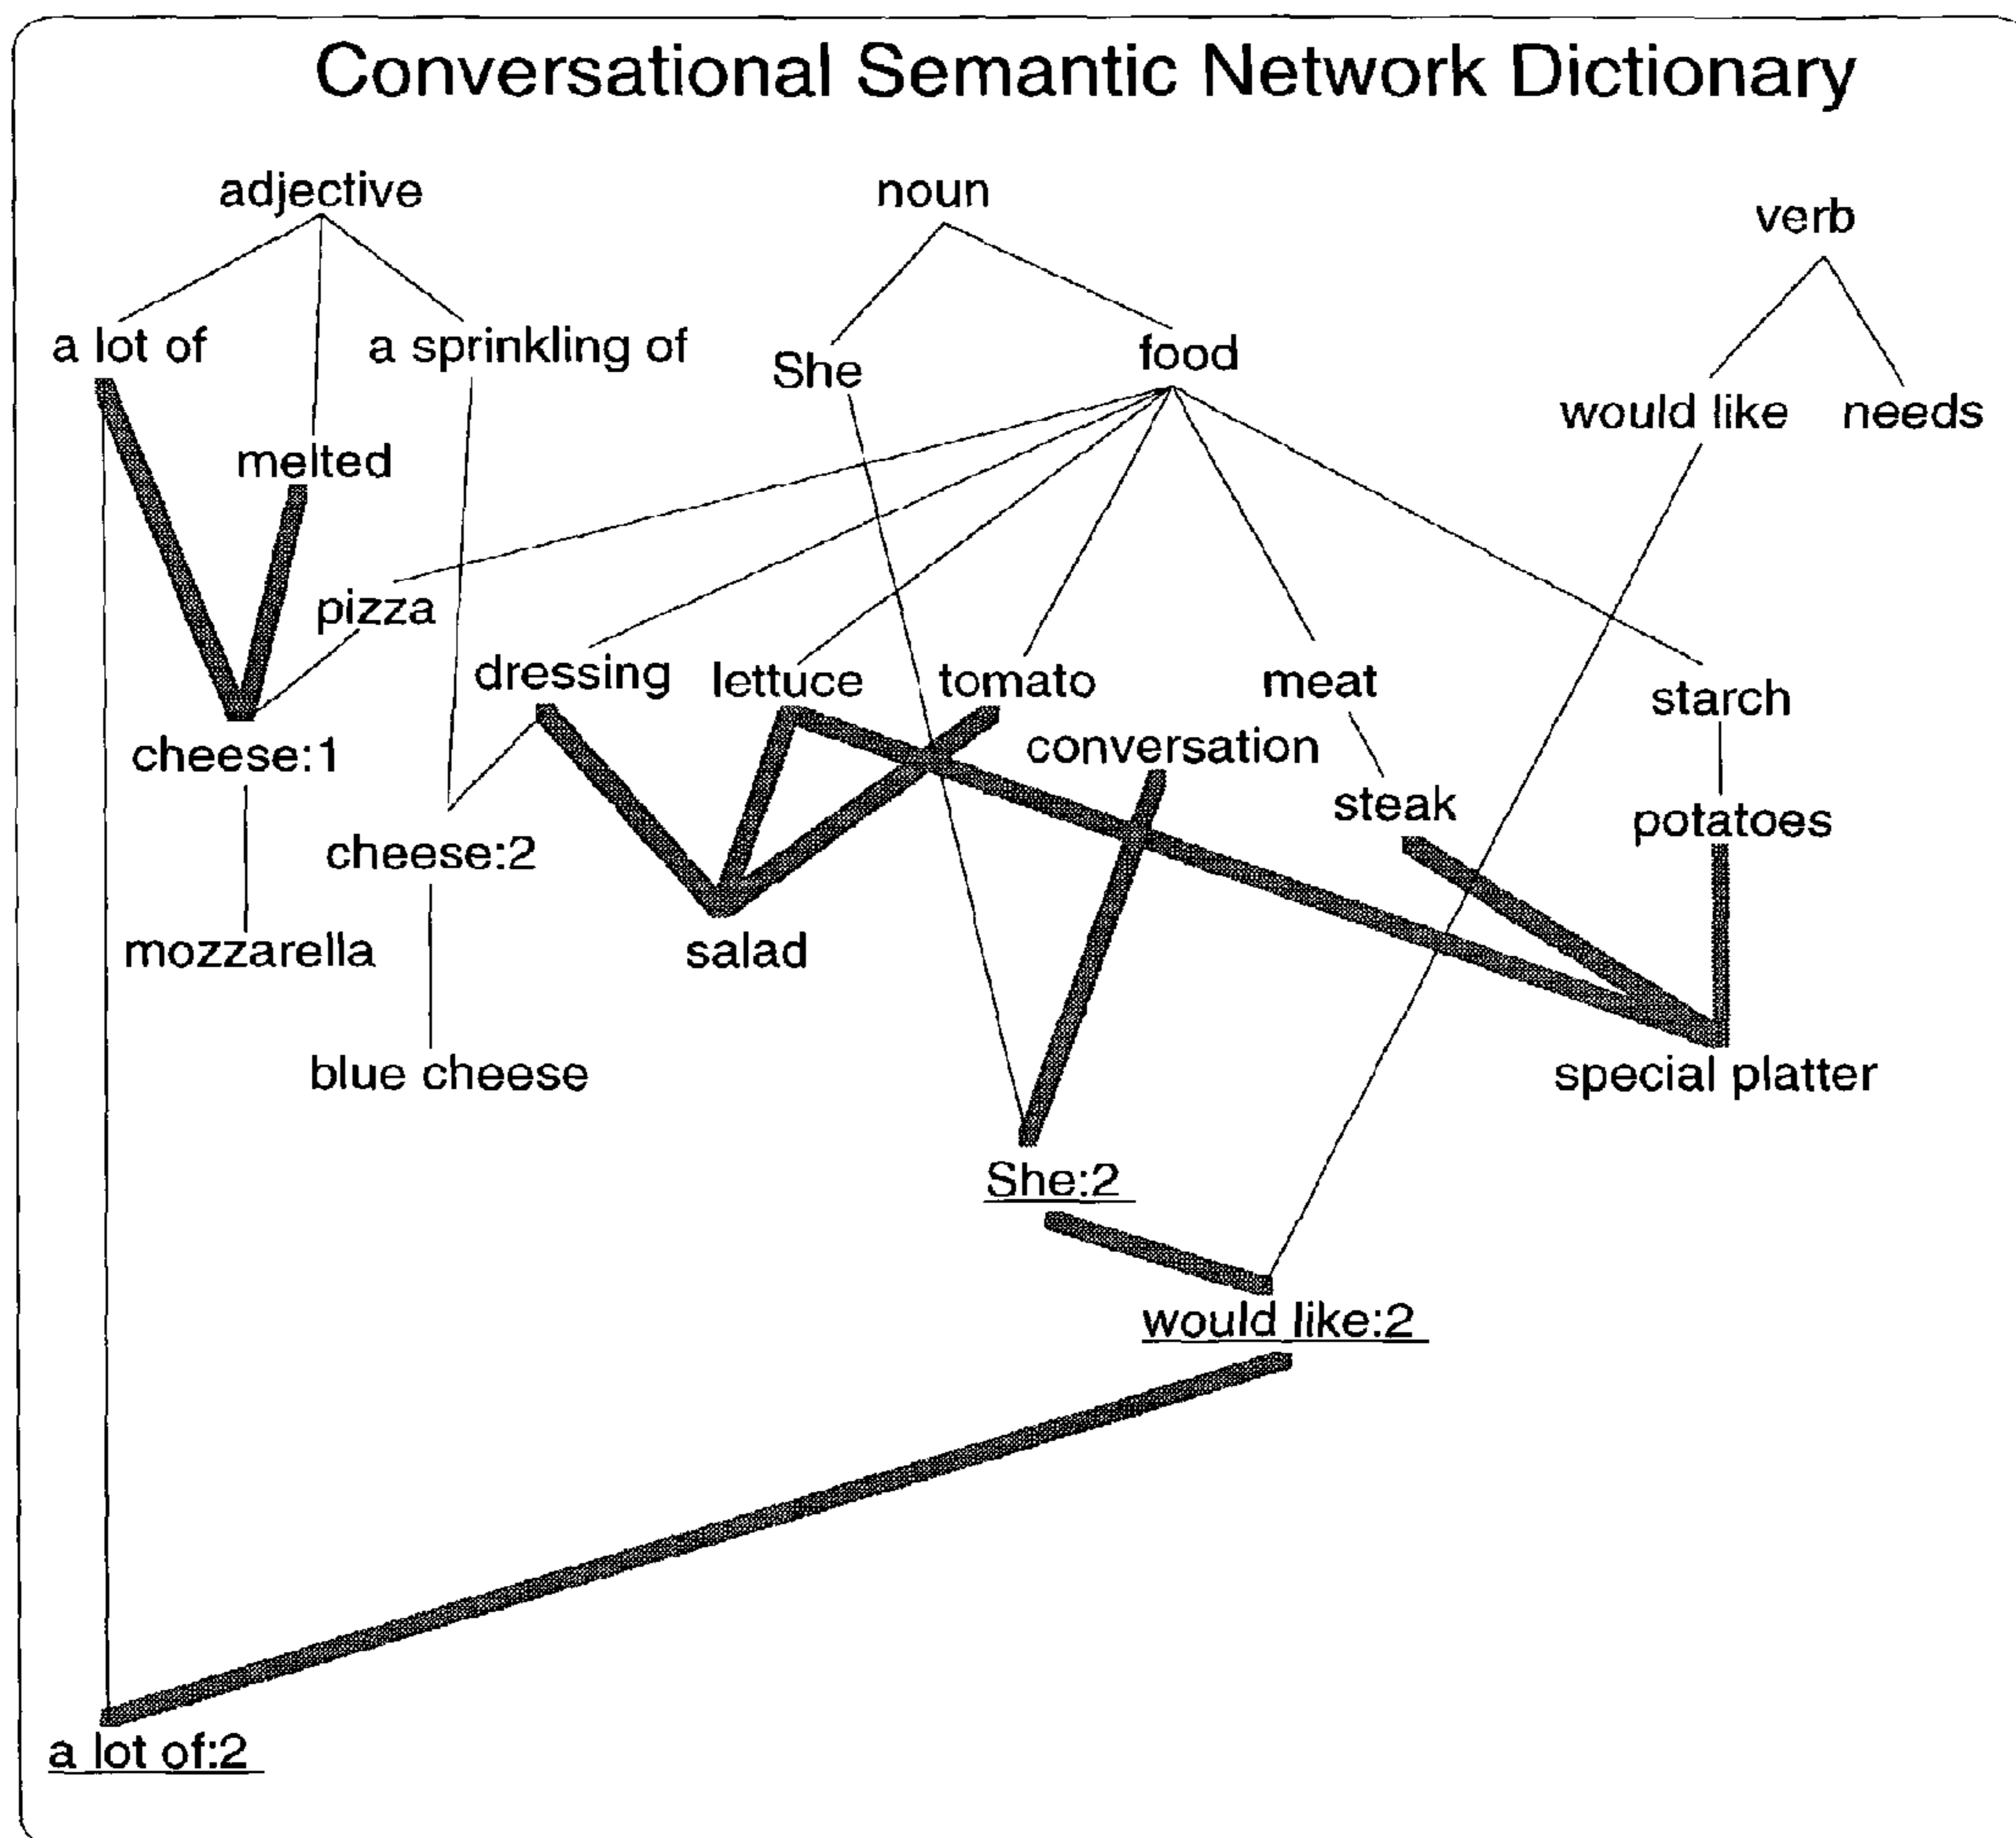 Conversational Semantic Network Dictionary
adjective
noun
verb
a lot of
a sprinkling of
She
food
would like
needs
melted
pizza
dressing
lettuce
tomato
meat
starch
cheese:1
conversation
steak
potatoes
cheese:2
mozzarella
salad
blue cheese
special platter
She:2
would like:2
a lot of:2